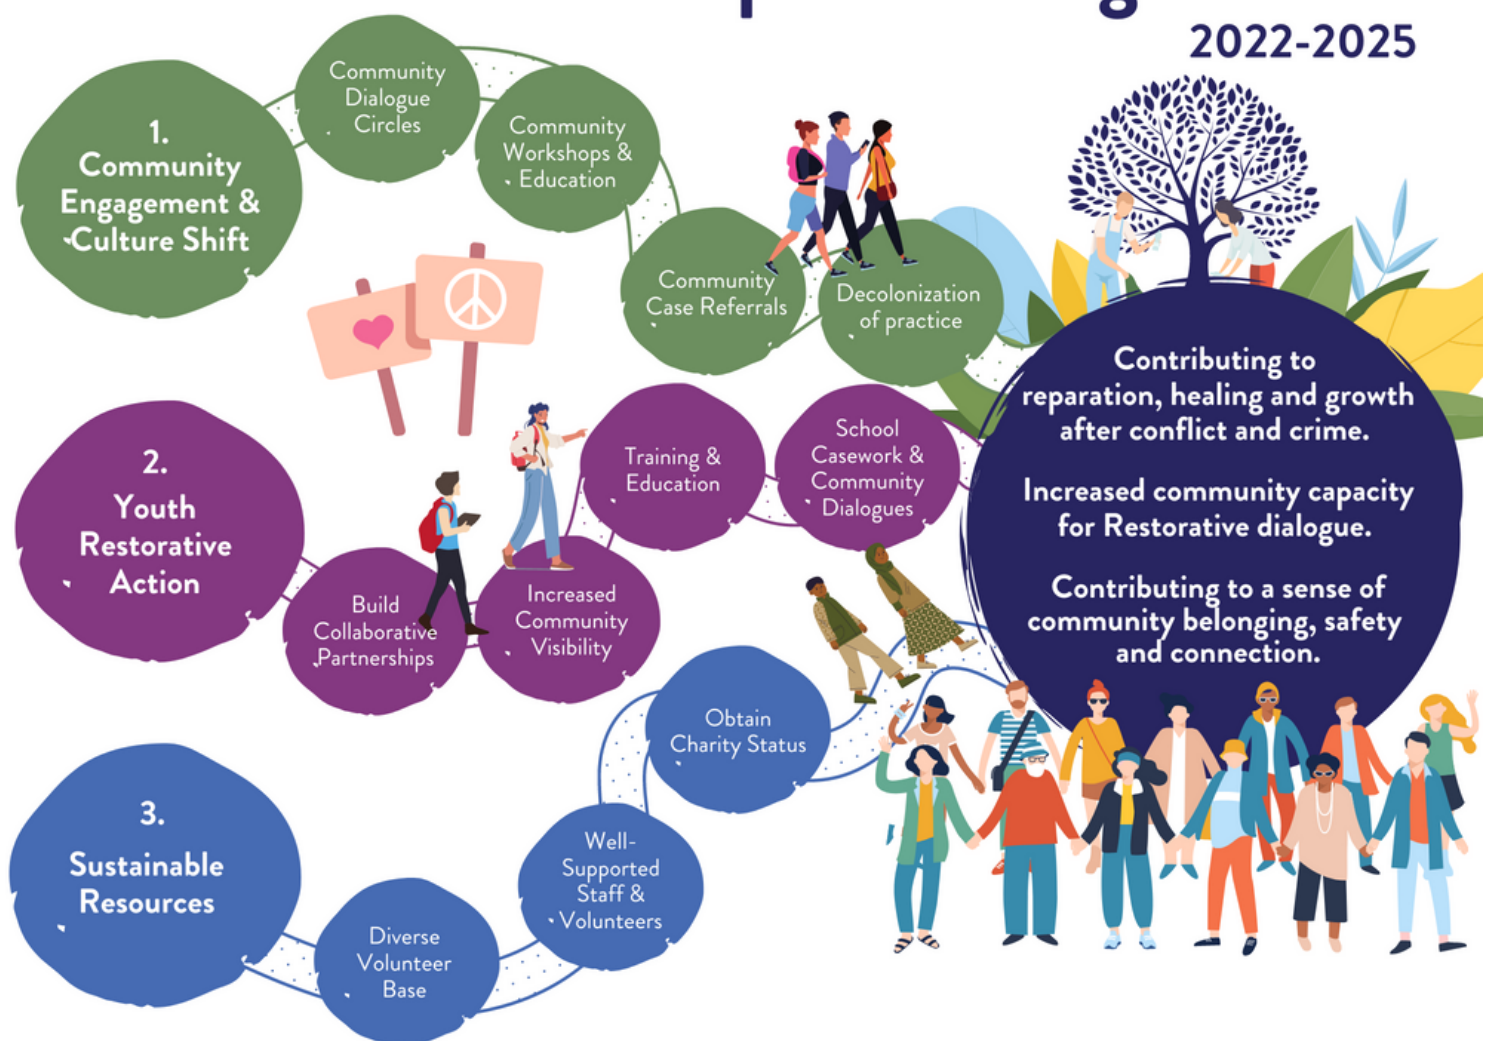 2022-2025
1.
Community
Engagement &
Culture Shift
Community
Dialogue
Circles
Community
Workshops &
Education
Community
Case Referrals
Decolonization
of practice
2.
Youth
Restorative
Action
Build
Collaborative
Partnerships
Increased
Community
Visibility
Training &
Education
School
Casework &
Community
Dialogues
3.
Sustainable
Resources
Diverse
Volunteer
Base
Well-
Supported
Staff &
Volunteers
Obtain
Charity Status
Contributing to
reparation, healing and growth
after conflict and crime.
Increased community capacity
for Restorative dialogue.
Contributing to a sense of
community belonging, safety
and connection.